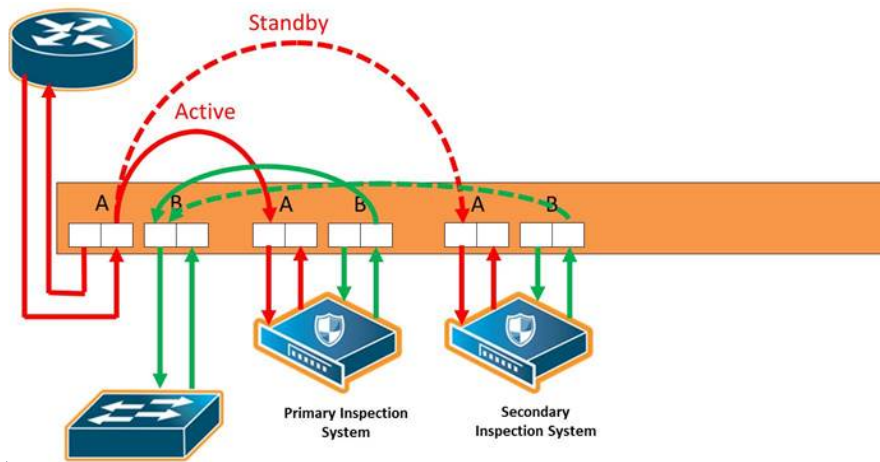 Standby
Active
A B A B A B
Primary Inspection
System
Secondary
Inspection System